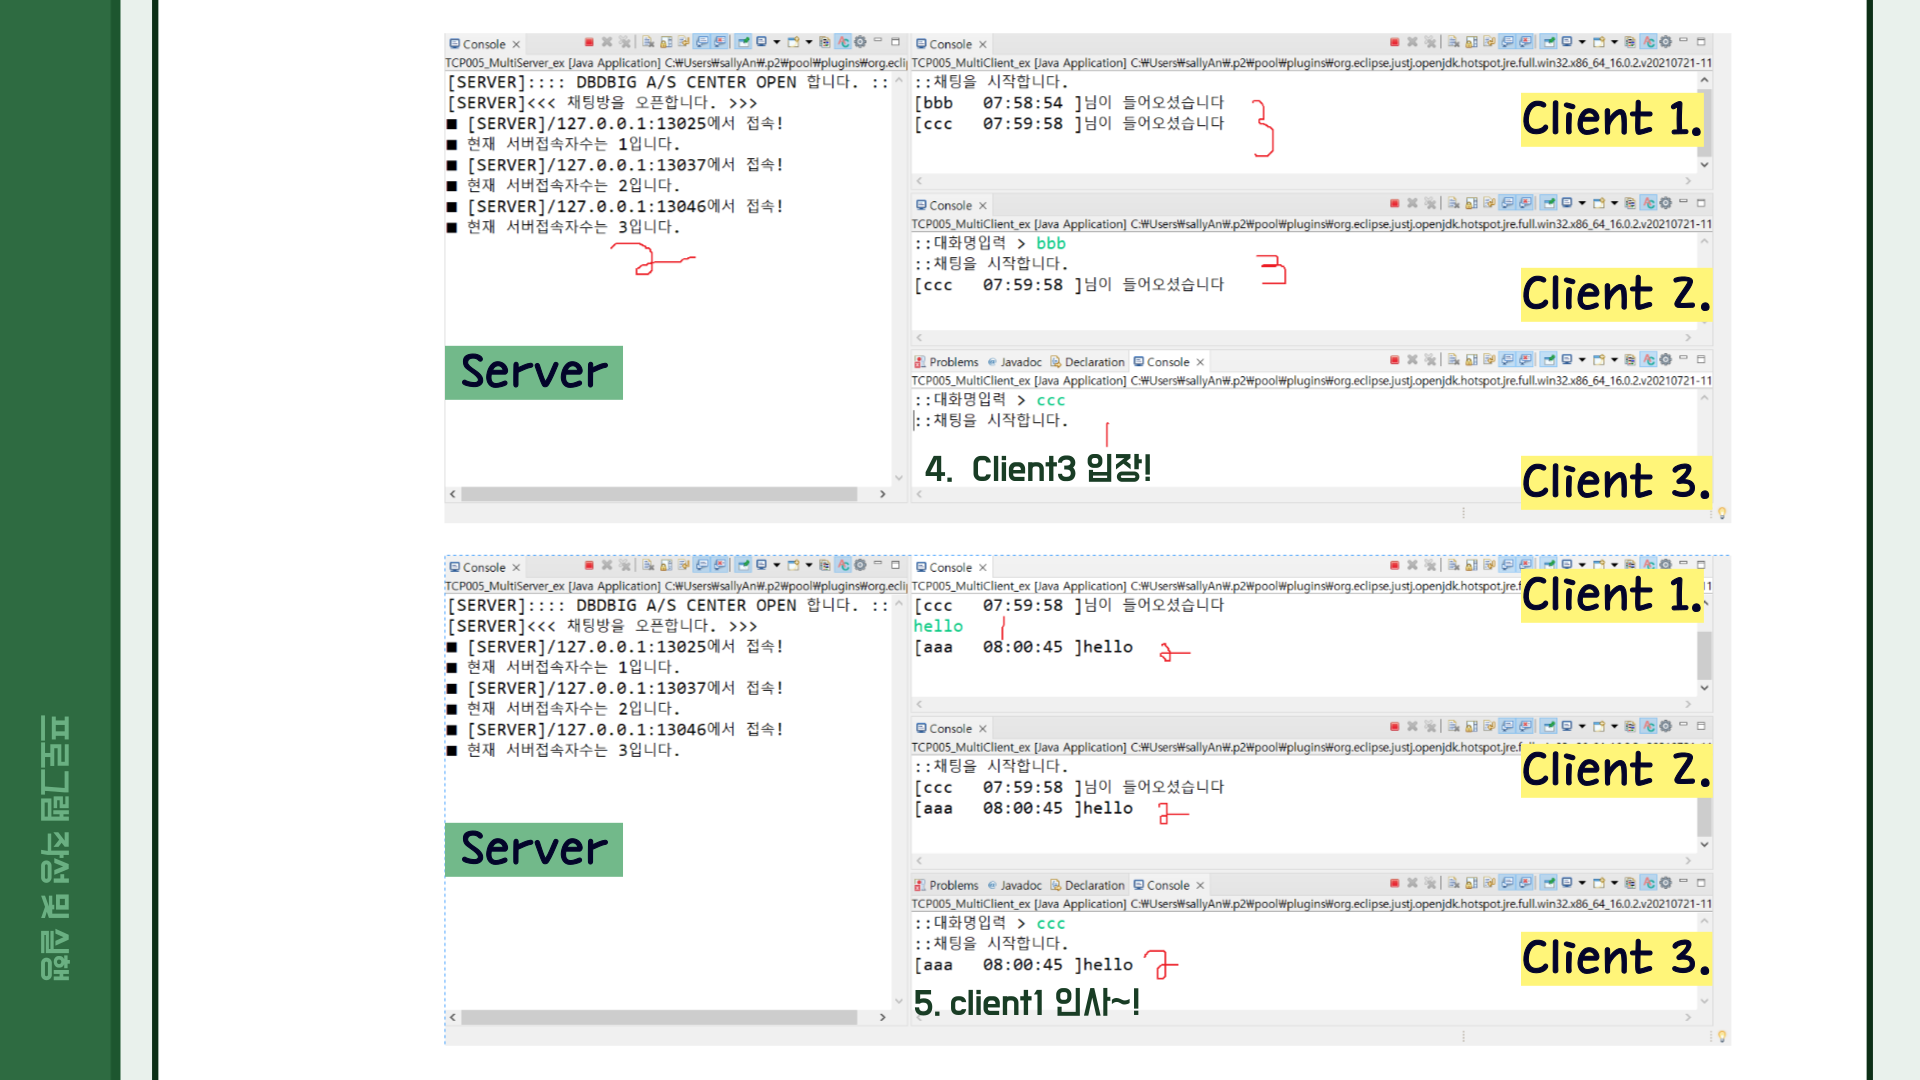 프로그램 작성 및 실행
Console
TCP005_MultiServer_ex [Java Application] C:₩Users₩sallyAn₩.p2₩pool₩plugins₩org.ecli
[SERVER]:::: DBDBIG A/S CENTER OPEN 합니다. ::
[SERVER]<<< 채팅방을 오픈합니다. >>>
■ [SERVER]/127.0.0.1:13025에서 접속!
■ 현재 서버접속자수는 1입니다.
■ [SERVER]/127.0.0.1:13037에서 접속!
■ 현재 서버접속자수는 2입니다.
■ [SERVER]/127.0.0.1:13046에서 접속!
■ 현재 서버접속자수는 3입니다.
2
Server
Console
TCP005_MultiClient_ex [Java Application] C:₩Users₩sallyAn₩.p2₩pool₩plugins₩org.eclipse.justj.openjdk.hotspot.jre.full.win32.x86_64_16.0.2.v20210721-11
::채팅을 시작합니다.
[bbb 07:58:54 ]님이 들어오셨습니다
[ccc 07:59:58 ]님이 들어오셨습니다
3
Client 1.
Console
TCP005_MultiClient_ex [Java Application] C:₩Users₩sallyAn₩.p2₩pool₩plugins₩org.eclipse.justj.openjdk.hotspot.jre.full.win32.x86_64_16.0.2.v20210721-11
::대화명입력 > bbb
::채팅을 시작합니다.
[ccc 07:59:58 ]님이 들어오셨습니다
3
Client 2.
Problems Javadoc Declaration Console
TCP005_MultiClient_ex [Java Application] C:₩Users₩sallyAn₩.p2₩pool₩plugins₩org.eclipse.justj.openjdk.hotspot.jre.full.win32.x86_64_16.0.2.v20210721-11
::대화명입력 > ccc
::채팅을 시작합니다.
1
4. Client3 입장!
Client 3.
Console
TCP005_MultiServer_ex [Java Application] C:₩Users₩sallyAn₩.p2₩pool₩plugins₩org.ecli
[SERVER]:::: DBDBIG A/S CENTER OPEN 합니다. ::
[SERVER]<<< 채팅방을 오픈합니다. >>>
■ [SERVER]/127.0.0.1:13025에서 접속!
■ 현재 서버접속자수는 1입니다.
■ [SERVER]/127.0.0.1:13037에서 접속!
■ 현재 서버접속자수는 2입니다.
■ [SERVER]/127.0.0.1:13046에서 접속!
■ 현재 서버접속자수는 3입니다.
Server
Console
TCP005_MultiClient_ex [Java Application] C:₩Users₩sallyAn₩.p2₩pool₩plugins₩org.eclipse.justj.openjdk.hotspot.jre.f
[ccc 07:59:58 ]님이 들어오셨습니다
hello 1
[aaa 08:00:45 ]hello 2
Client 1.
Console
TCP005_MultiClient_ex [Java Application] C:₩Users₩sallyAn₩.p2₩pool₩plugins₩org.eclipse.justj.openjdk.hotspot.jre.f
::채팅을 시작합니다.
[ccc 07:59:58 ]님이 들어오셨습니다
[aaa 08:00:45 ]hello 2
Client 2.
Problems Javadoc Declaration Console
TCP005_MultiClient_ex [Java Application] C:₩Users₩sallyAn₩.p2₩pool₩plugins₩org.eclipse.justj.openjdk.hotspot.jre.full.win32.x86_64_16.0.2.v20210721-11
::대화명입력 > ccc
::채팅을 시작합니다.
[aaa 08:00:45 ]hello 2
5. client1 인사~!
Client 3.